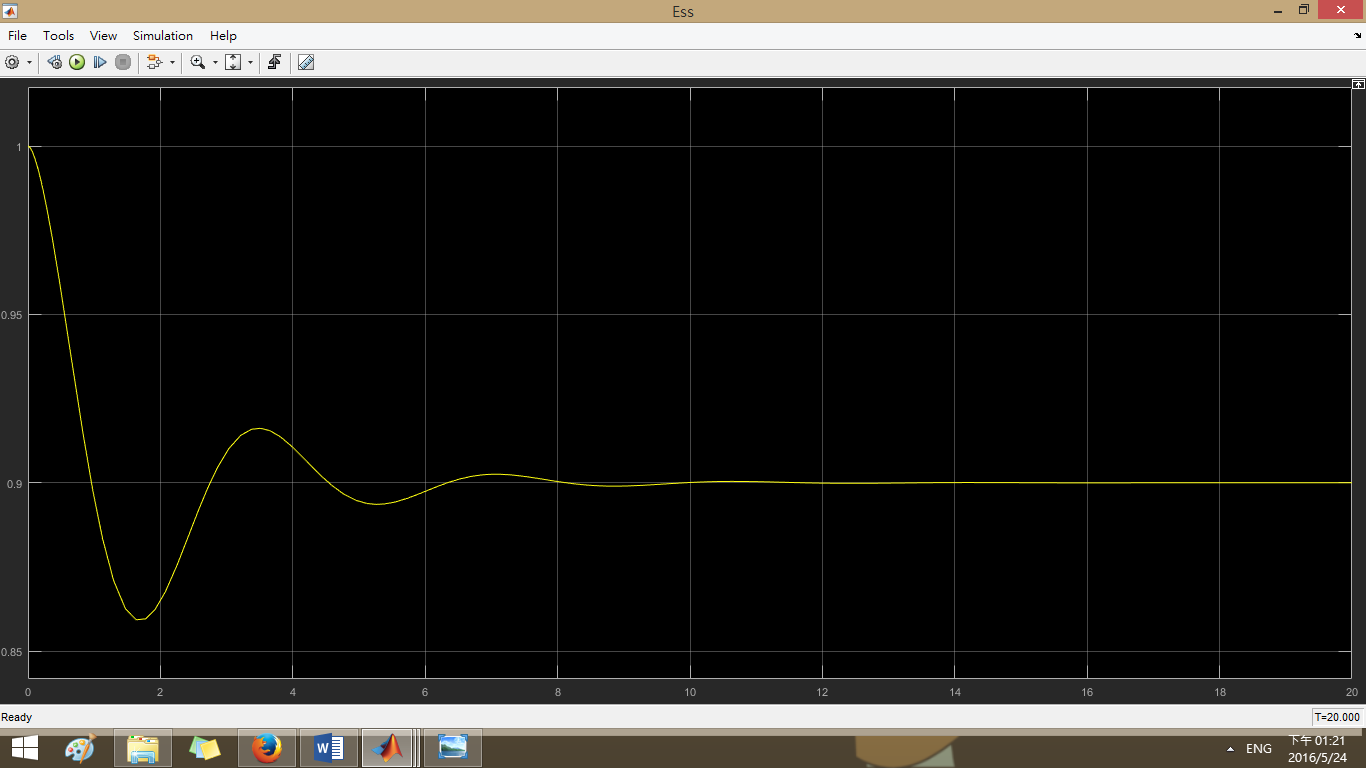 Ess
File Tools View Simulation Help
1
0.95
0.9
0.85
0 2 4 6 8 10 12 14 16 18 20
Ready T=20.000
ENG 下午 01:21
2016/5/24